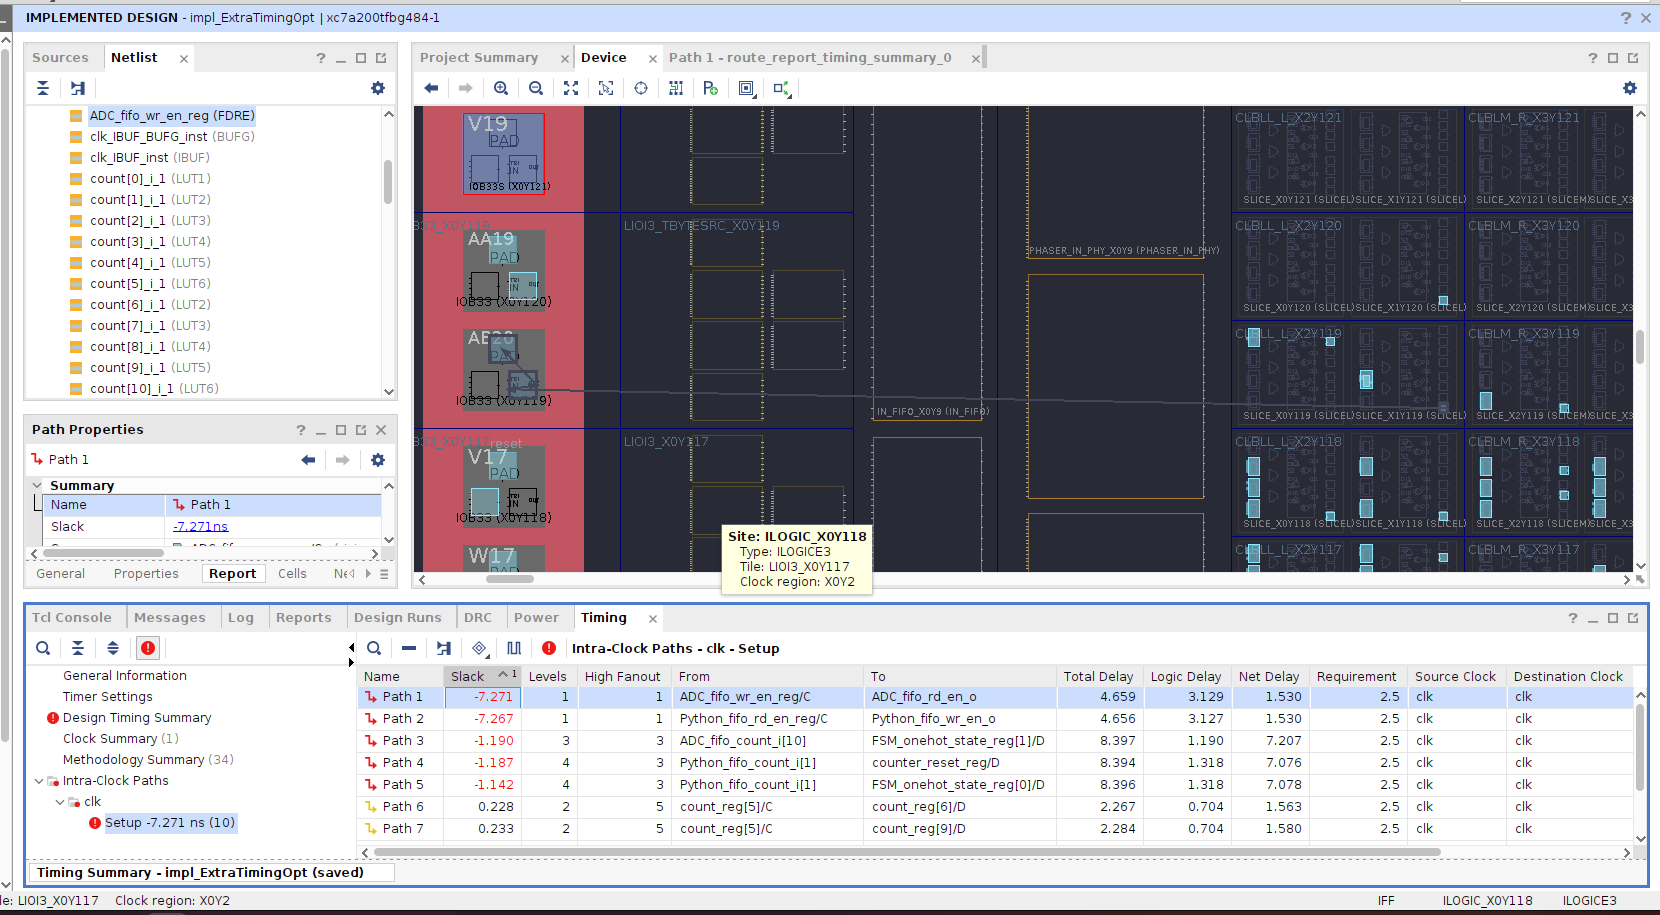 IMPLEMENTED DESIGN - impl_ExtraTimingOpt | xc7a200tfbg484-1
Sources
Netlist
ADC_fifo_wr_en_reg (FDRE)
clk_IBUF_BUFG_inst (BUFG)
clk_IBUF_inst (IBUF)
count[0]_i_1 (LUT1)
count[1]_i_1 (LUT2)
count[2]_i_1 (LUT3)
count[3]_i_1 (LUT4)
count[4]_i_1 (LUT5)
count[5]_i_1 (LUT6)
count[6]_i_1 (LUT2)
count[7]_i_1 (LUT3)
count[8]_i_1 (LUT4)
count[9]_i_1 (LUT5)
count[10]_i_1 (LUT6)
Path Properties
Path 1
Summary
Name Path 1
Slack -7.271ns
General Properties Report Cells
Project Summary Device Path 1 - route_report_timing_summary_0
V19
PAD
IOB33S (X0Y121)
CLBLL_L_X2Y121 CLBLM_R_X3Y121
SLICE_X0Y121 (SLICEL) SLICE_X1Y121 (SLICEL) SLICE_X2Y121 (SLICEM)
LIOI3_TBYTESRC_X0Y119
AA19
PAD
IOB33 (X0Y120)
PHASER_IN_PHY_X0Y9 (PHASER_IN_PHY)
CLBLL_L_X2Y120 CLBLM_R_X3Y120
SLICE_X0Y120 (SLICEL) SLICE_X1Y120 (SLICEL) SLICE_X2Y120 (SLICEM)
AB20
PAD
IOB33 (X0Y119)
IN_FIFO_X0Y9 (IN_FIFO)
CLBLL_L_X2Y119 CLBLM_R_X3Y119
SLICE_X0Y119 (SLICEL) SLICE_X1Y119 (SLICEL) SLICE_X2Y119 (SLICEM)
reset
LIOI3_X0Y117
V17
PAD
IOB33 (X0Y118)
CLBLL_L_X2Y118 CLBLM_R_X3Y118
SLICE_X0Y118 (SLICEL) SLICE_X1Y118 (SLICEL) SLICE_X2Y118 (SLICEM)
W17
PAD
CLBLL_L_X2Y117 CLBLM_R_X3Y117
Site: ILOGIC_X0Y118
Type: ILOGICE3
Tile: LIOI3_X0Y117
Clock region: X0Y2
Tcl Console Messages Log Reports Design Runs DRC Power Timing
General Information
Timer Settings
Design Timing Summary
Clock Summary (1)
Methodology Summary (34)
Intra-Clock Paths
clk
Setup -7.271 ns (10)
Intra-Clock Paths - clk - Setup
Name Slack 1 Levels High Fanout From To Total Delay Logic Delay Net Delay Requirement Source Clock Destination Clock
Path 1 -7.271 1 1 ADC_fifo_wr_en_reg/C ADC_fifo_rd_en_o 4.659 3.129 1.530 2.5 clk clk
Path 2 -7.267 1 1 Python_fifo_rd_en_reg/C Python_fifo_wr_en_o 4.656 3.127 1.530 2.5 clk clk
Path 3 -1.190 3 3 ADC_fifo_count_i[10] FSM_onehot_state_reg[1]/D 8.397 1.190 7.207 2.5 clk clk
Path 4 -1.187 4 3 Python_fifo_count_i[1] counter_reset_reg/D 8.394 1.318 7.076 2.5 clk clk
Path 5 -1.142 4 3 Python_fifo_count_i[1] FSM_onehot_state_reg[0]/D 8.396 1.318 7.078 2.5 clk clk
Path 6 0.228 2 5 count_reg[5]/C count_reg[6]/D 2.267 0.704 1.563 2.5 clk clk
Path 7 0.233 2 5 count_reg[5]/C count_reg[9]/D 2.284 0.704 1.580 2.5 clk clk
Timing Summary - impl_ExtraTimingOpt (saved)
le: LIOI3_X0Y117 Clock region: X0Y2 IFF ILOGIC_X0Y118 ILOGICE3